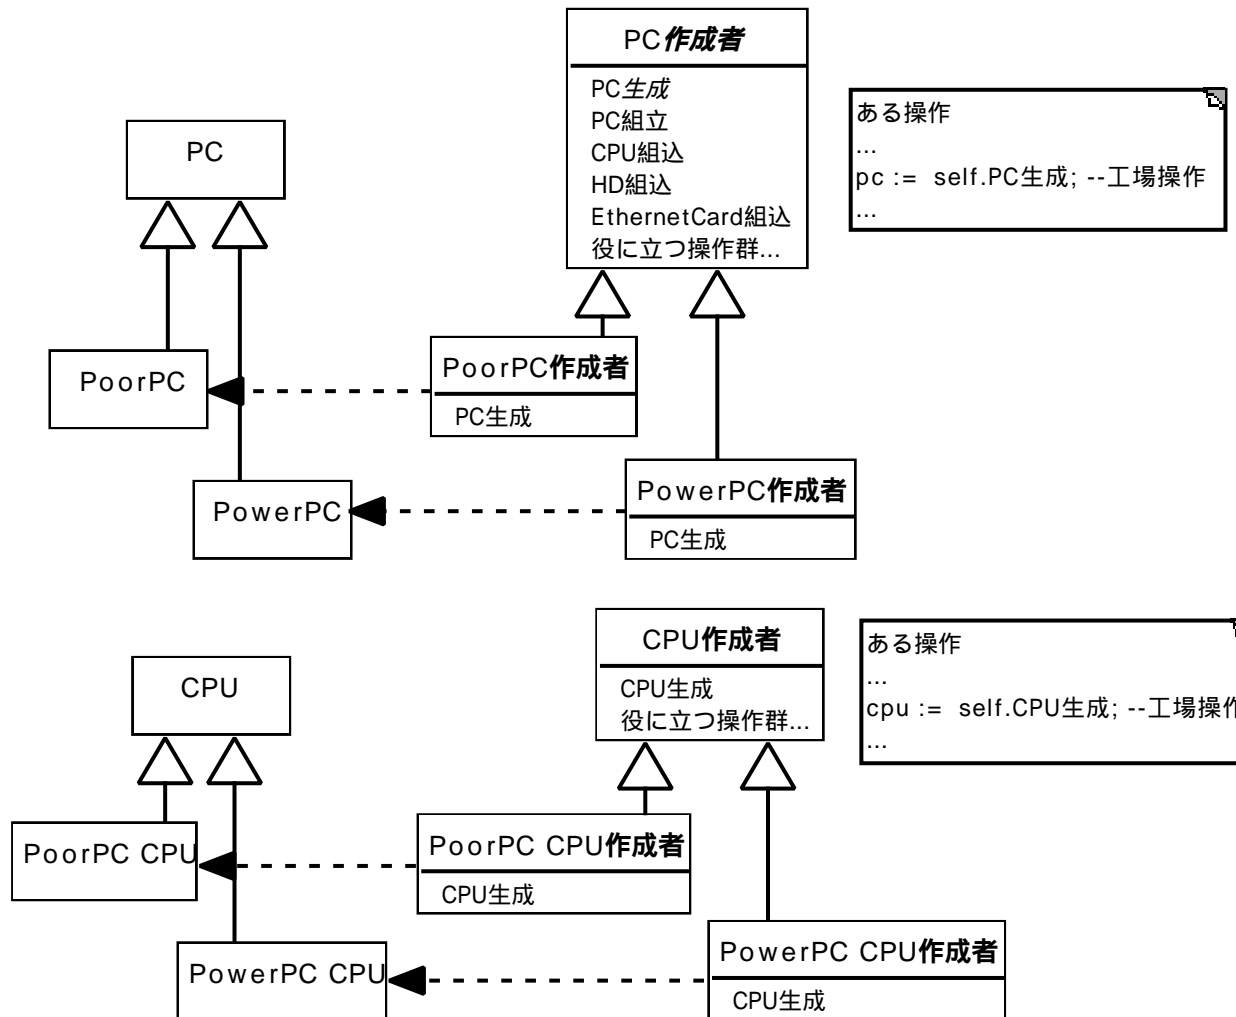 PC作成者
PC生成
PC組立
CPU組込
HD組込
EthernetCard組込
役に立つ操作群...
ある操作
...
pc := self.PC生成; --工場操作
...
PC
PoorPC
PoorPC作成者
PC生成
PowerPC
PowerPC作成者
PC生成
CPU作成者
CPU生成
役に立つ操作群...
ある操作
...
cpu := self.CPU生成; --工場操作
...
CPU
PoorPC CPU
PoorPC CPU作成者
CPU生成
PowerPC CPU
PowerPC CPU作成者
CPU生成